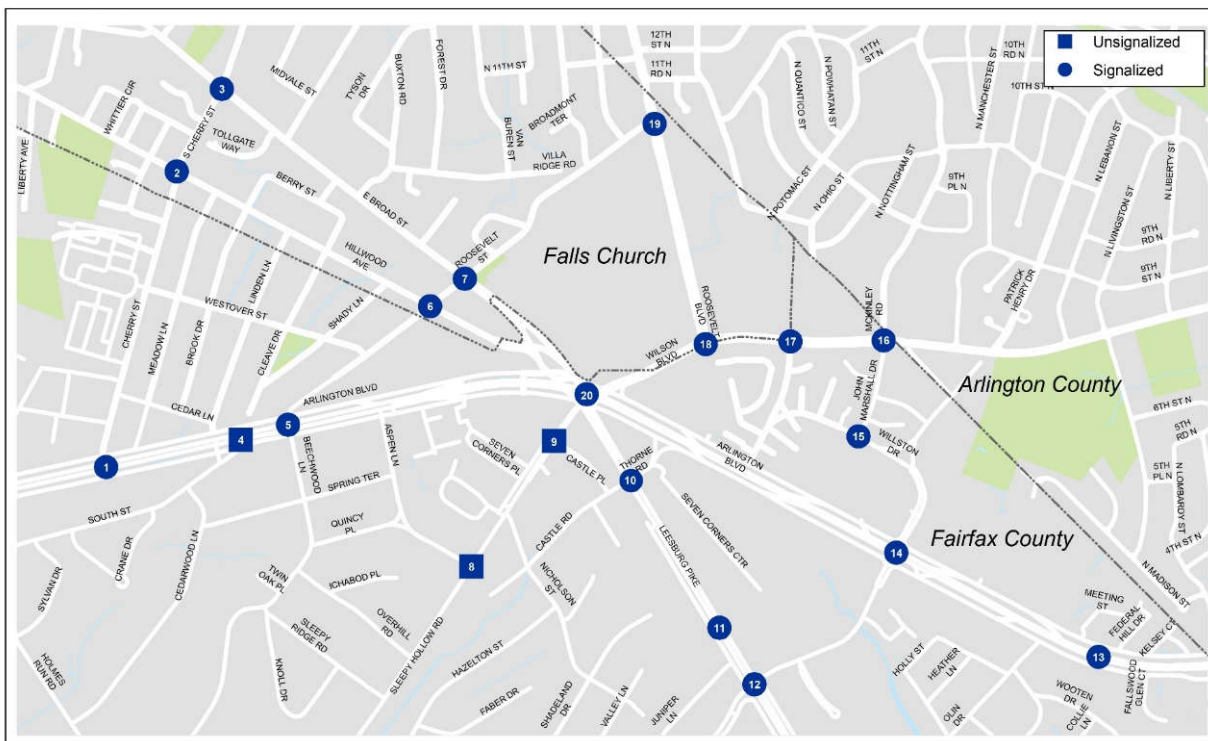 Unsignalized
Signalized
12TH
ST N
11TH
RD N
N 11TH ST
FOREST DR
BUXTON RD
TYSON
DR
MIDVALE ST
3
WHITTIER CIR
S CHERRY ST
TOLLGATE
WAY
2
LIBERTY AVE
BERRY ST
E BROAD ST
VAN
BUREN ST
BROADMONT
TER
VILLA
RIDGE RD
19
N QUANTICO ST
N POWHATAN ST
11TH
ST N
10TH
RD N
10TH ST N
N MANCHESTER ST
N LEBANON ST
N LIBERTY ST
N LIVINGSTON ST
9TH
RD N
9TH
ST N
9TH
PL N
N NOTTINGHAM ST
N OHIO ST
N POTOMAC ST
PATRICK
HENRY DR
MCKINLEY
RD
HILLWOOD
AVE
ROOSEVELT
ST
7
6
Falls Church
ROOSEVELT
BLVD
WILSON
BLVD
18
17
16
Arlington County
JOHN
MARSHALL DR
15
WILLSTON
DR
LINDEN LN
WESTOVER ST
SHADY LN
CHERRY ST
MEADOW LN
BROOK DR
CLEAVE DR
CEDAR LN
ARLINGTON BLVD
4
5
1
20
9
BEECHWOOD
LN
ASPEN LN
SEVEN
CORNERS PL
CASTLE PL
THORNE
RD
10
ARLINGTON
BLVD
SPRING TER
SOUTH ST
QUINCY
PL
CASTLE RD
SEVEN CORNERS CTR
LEESBURG PIKE
6TH ST N
5TH
RD N
5TH
PL N
N LOMBARDY ST
4TH ST N
N MADISON ST
14
Fairfax County
SYLVAN DR
CRANE DR
CEDARWOOD LN
TWIN
OAK PL
ICHABOD PL
8
NICHOLSON
ST
OVERHILL
RD
SLEEPY
RIDGE RD
SLEEPY HOLLOW RD
HAZELTON ST
KNOLL DR
HOLMES
RUN RD
FABER DR
SHADELAND
DR
VALLEY LN
JUNIPER
LN
11
12
HOLLY ST
HEATHER
LN
OLIN
DR
WOOTEN
DR
COLLIE
LN
MEETING
ST
FEDERAL
HILL DR
KELSEY CT
13
FALLSWOOD
GLEN CT